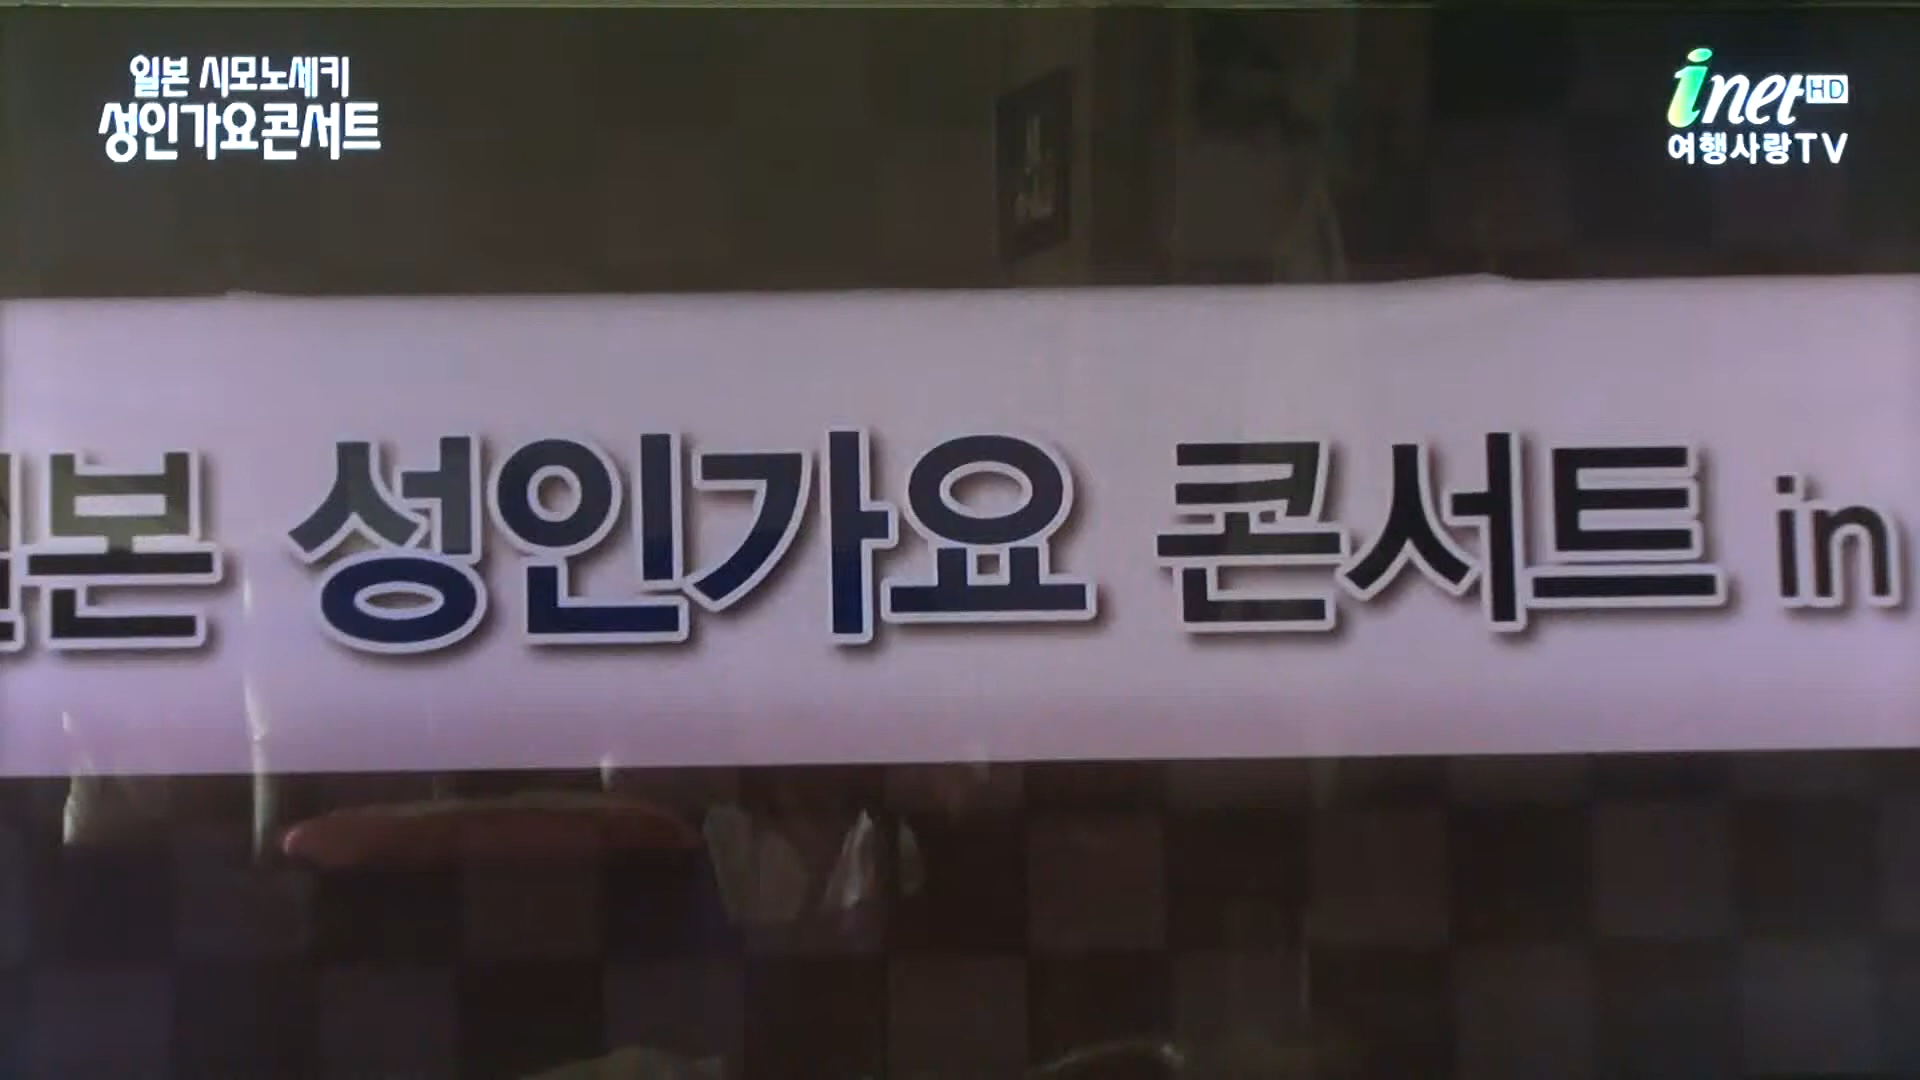 일본 시모노세키
성인가요콘서트
inet HD
여행사랑TV
본 성인가요 콘서트 in